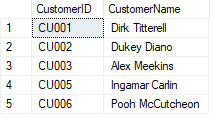 CustomerID CustomerName
1 CU001 Dirk Titterell
2 CU002 Dukey Diano
3 CU003 Alex Meekins
4 CU005 Ingamar Carlin
5 CU006 Pooh McCutcheon